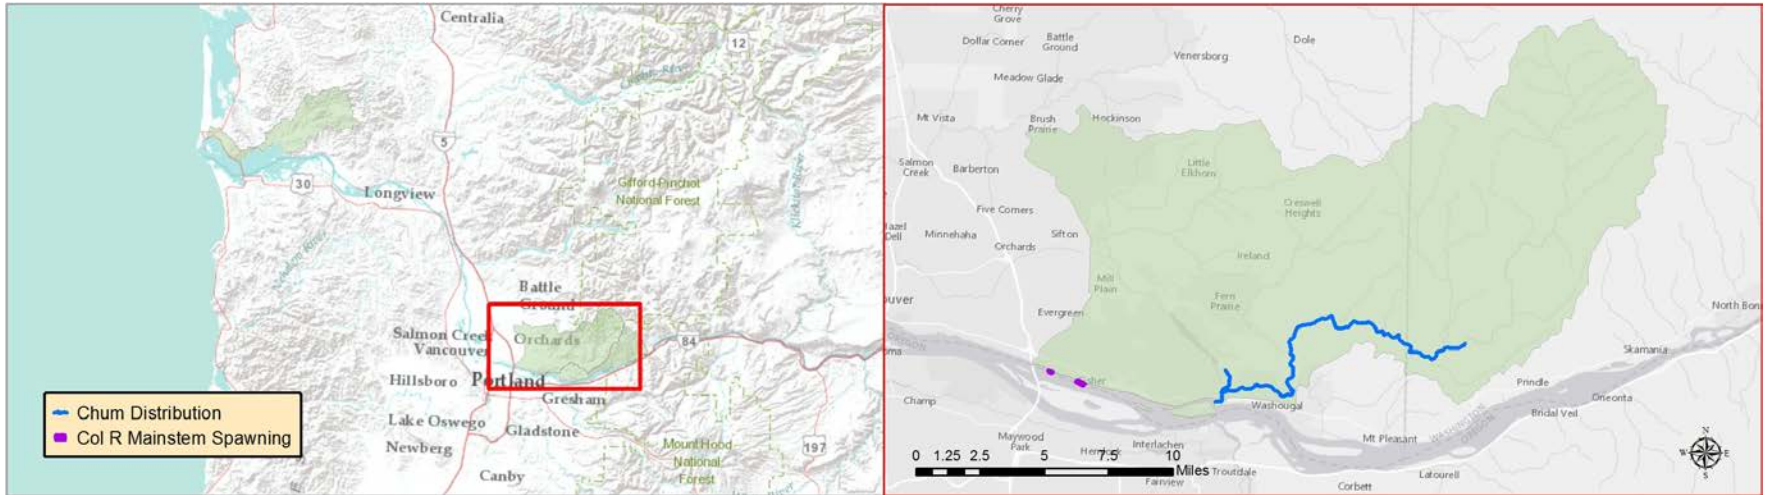 Centralia
12
5
30
Longview
Gifford Pinchot
National Forest
Battle
Ground
Salmon Creek
Vancouver
Orchards
84
Hillsboro
Portland
Gresham
Lake Oswego
Gladstone
Newberg
Mount Hood
National
Forest
197
Canby
Chum Distribution
Col R Mainstem Spawning
Cherry
Grove
Dollar Corner
Battle
Ground
Venersborg
Dole
Meadow Glade
Mt Vista
Brush
Prairie
Hockinson
Salmon
Creek
Barberton
Little
Elkhorn
Five Corners
Creswell
Heights
Minnehaha
Sifton
Orchards
Ireland
Mill
Plain
Fern
Prairie
Evergreen
North Bon
Skamania
Champ
Washougal
Prindle
Oneonta
Bridal Veil
Mt Pleasant
WASHINGTON
OREGON
Maywood
Park
Interlachen
Fairview
Troutdale
Latourell
Corbett
0 1.25 2.5 5 7.5 10
Miles
N
E
S
W